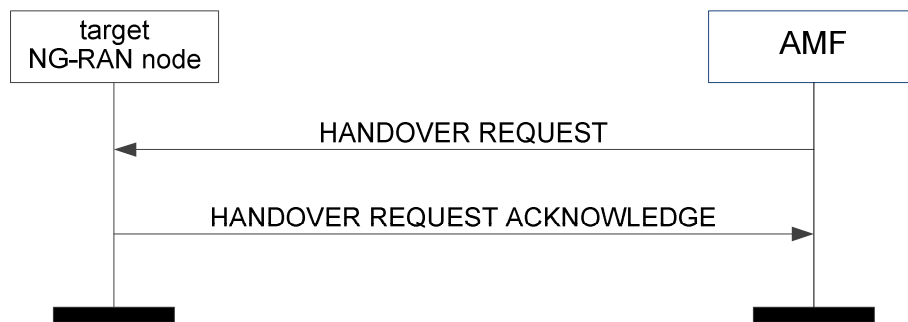 target
NG-RAN node
AMF
HANDOVER REQUEST
HANDOVER REQUEST ACKNOWLEDGE